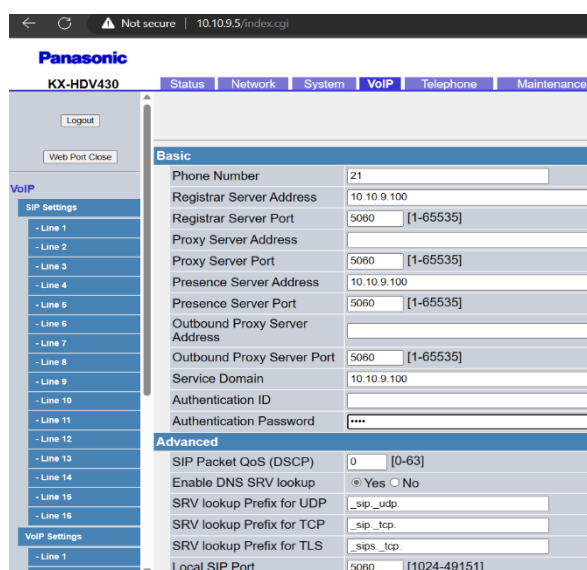 Not secure | 10.10.9.5/index.cgi
Panasonic
KX-HDV430
Status Network System VoIP Telephone Maintenance
Logout
Web Port Close
VoIP
SIP Settings
- Line 1
- Line 2
- Line 3
- Line 4
- Line 5
- Line 6
- Line 7
- Line 8
- Line 9
- Line 10
- Line 11
- Line 12
- Line 13
- Line 14
- Line 15
- Line 16
VoIP Settings
- Line 1
Basic
Phone Number 21
Registrar Server Address 10.10.9.100
Registrar Server Port 5060 [1-65535]
Proxy Server Address
Proxy Server Port 5060 [1-65535]
Presence Server Address 10.10.9.100
Presence Server Port 5060 [1-65535]
Outbound Proxy Server
Address
Outbound Proxy Server Port 5060 [1-65535]
Service Domain 10.10.9.100
Authentication ID
Authentication Password ••••
Advanced
SIP Packet QoS (DSCP) 0 [0-63]
Enable DNS SRV lookup Yes No
SRV lookup Prefix for UDP _sip._udp.
SRV lookup Prefix for TCP _sip._tcp.
SRV lookup Prefix for TLS _sips._tcp.
Local SIP Port 5060 [1024-49151]